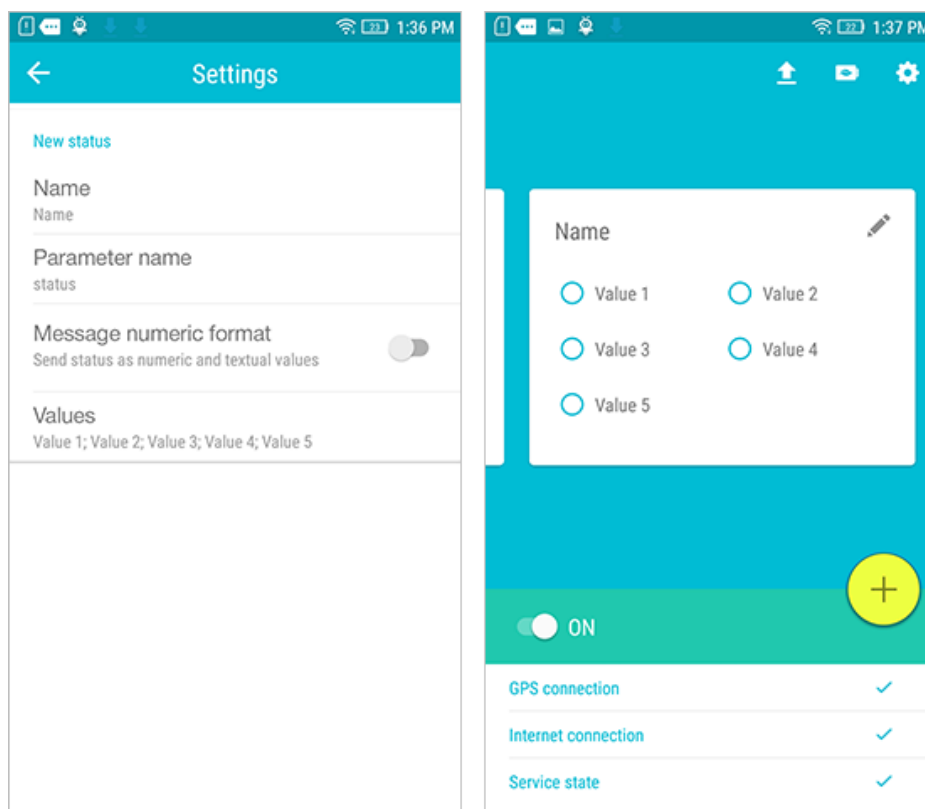 23 1:36 PM
Settings
New status
Name
Name
Parameter name
status
Message numeric format
Send status as numeric and textual values
Values
Value 1; Value 2; Value 3; Value 4; Value 5
22 1:37 PM
Name
Value 1 Value 2
Value 3 Value 4
Value 5
ON
GPS connection
Internet connection
Service state